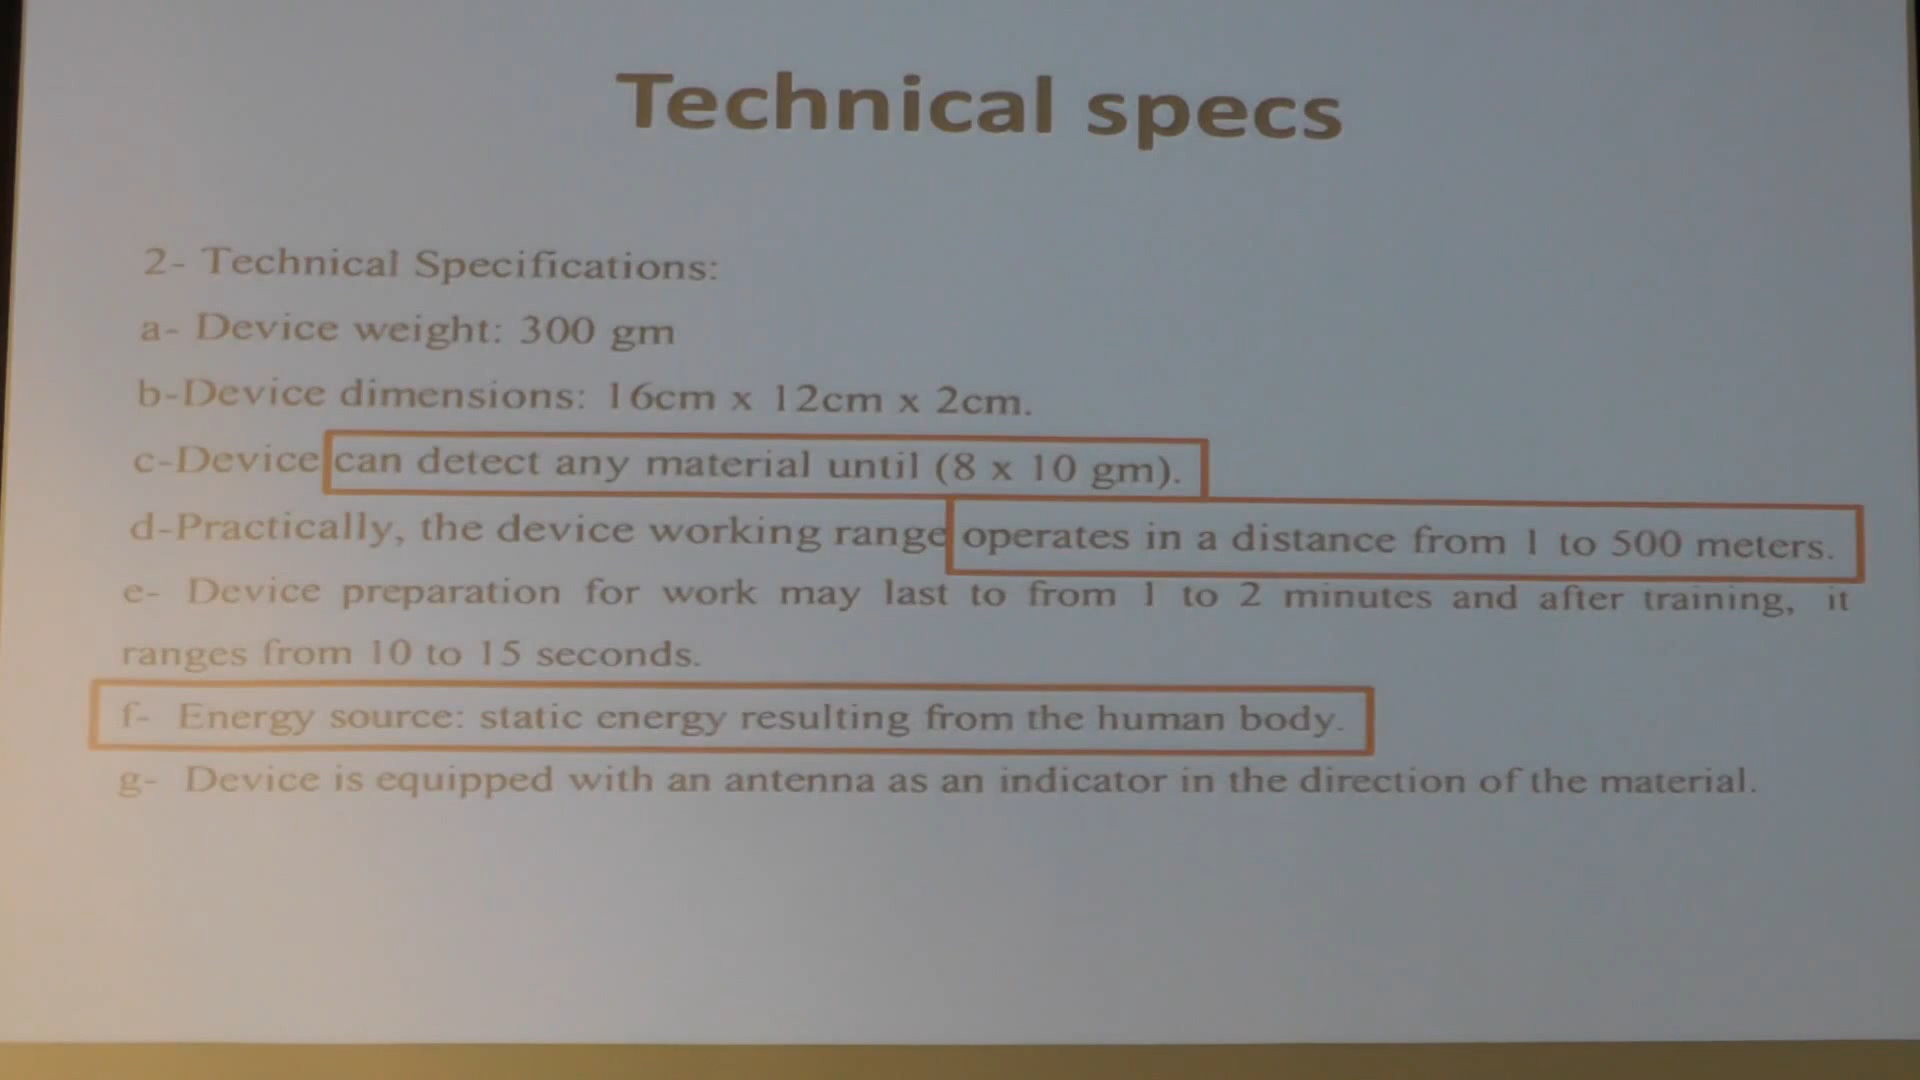 Technical specs
2- Technical Specifications:
a- Device weight: 300 gm
b-Device dimensions: 16cm x 12cm x 2cm.
c-Device can detect any material until (8 x 10 gm).
d-Practically, the device working range operates in a distance from 1 to 500 meters.
e- Device preparation for work may last to from 1 to 2 minutes and after training, it
ranges from 10 to 15 seconds.
f- Energy source: static energy resulting from the human body.
g- Device is equipped with an antenna as an indicator in the direction of the material.